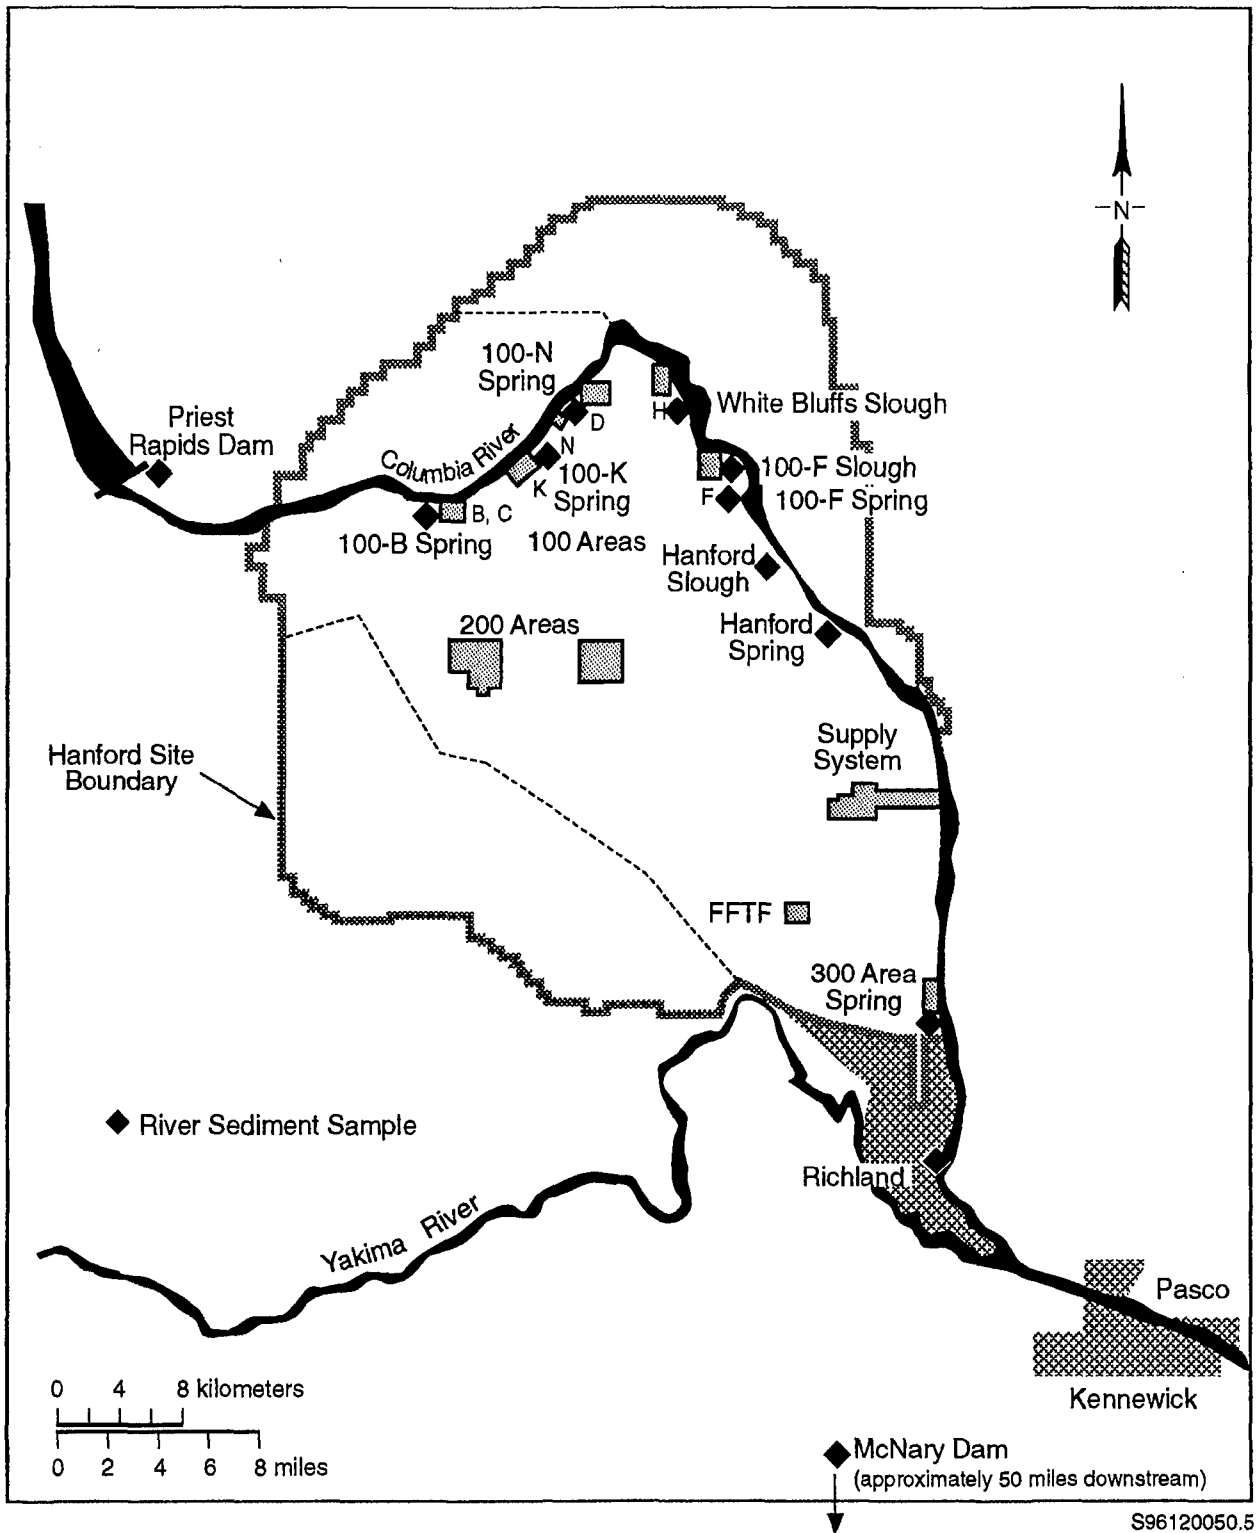 N
100-N
Spring
White Bluffs Slough
H
D
Priest
Rapids Dam
Columbia River
N
100-K
Spring
K
100-F Slough
F
100-F Spring
B, C
100-B Spring
100 Areas
Hanford
Slough
200 Areas
Hanford
Spring
Hanford Site
Boundary
Supply
System
FFTF
300 Area
Spring
River Sediment Sample
Richland
Yakima River
Pasco
Kennewick
0 4 8 kilometers
0 2 4 6 8 miles
McNary Dam
(approximately 50 miles downstream)
S96120050.5